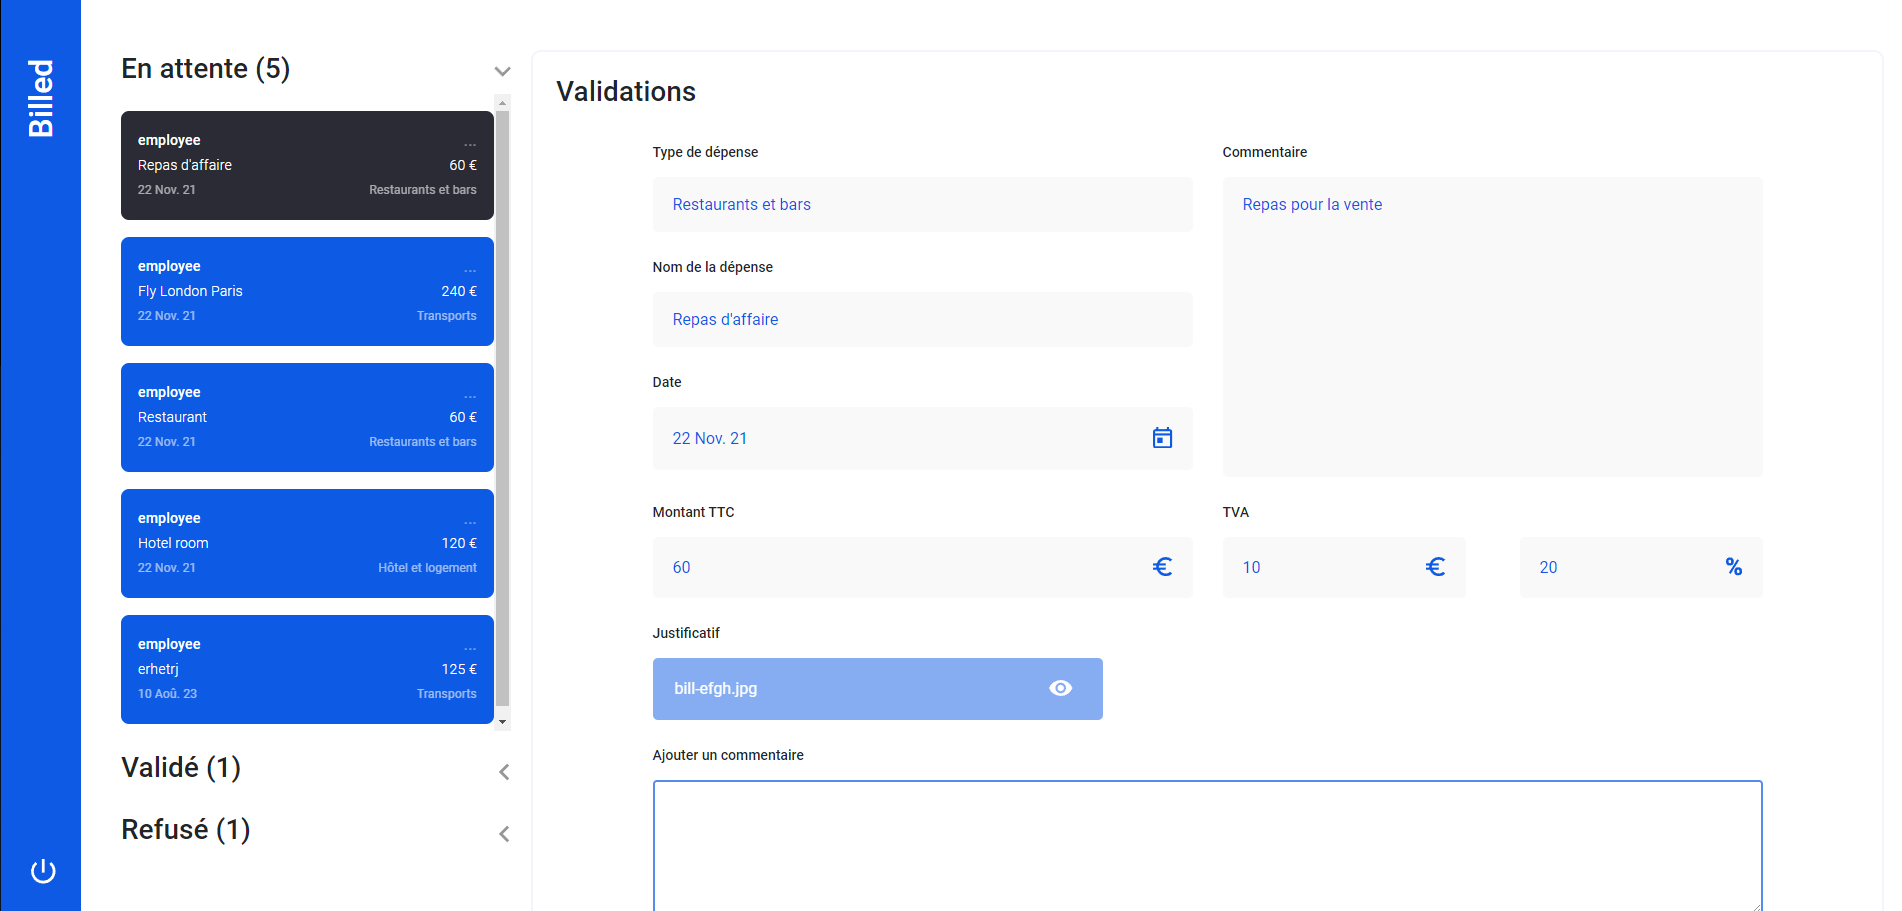 Billed
En attente (5)
employee
...
Repas d'affaire
60 €
22 Nov. 21
Restaurants et bars
employee
...
Fly London Paris
240 €
22 Nov. 21
Transports
employee
...
Restaurant
60 €
22 Nov. 21
Restaurants et bars
employee
...
Hotel room
120 €
22 Nov. 21
Hôtel et logement
employee
...
erhetrj
125 €
10 Aoû. 23
Transports
Validé (1)
Refusé (1)
Validations
Type de dépense
Restaurants et bars
Nom de la dépense
Repas d'affaire
Date
22 Nov. 21
Commentaire
Repas pour la vente
Montant TTC
60 €
TVA
10 €
20 %
Justificatif
bill-efgh.jpg
Ajouter un commentaire